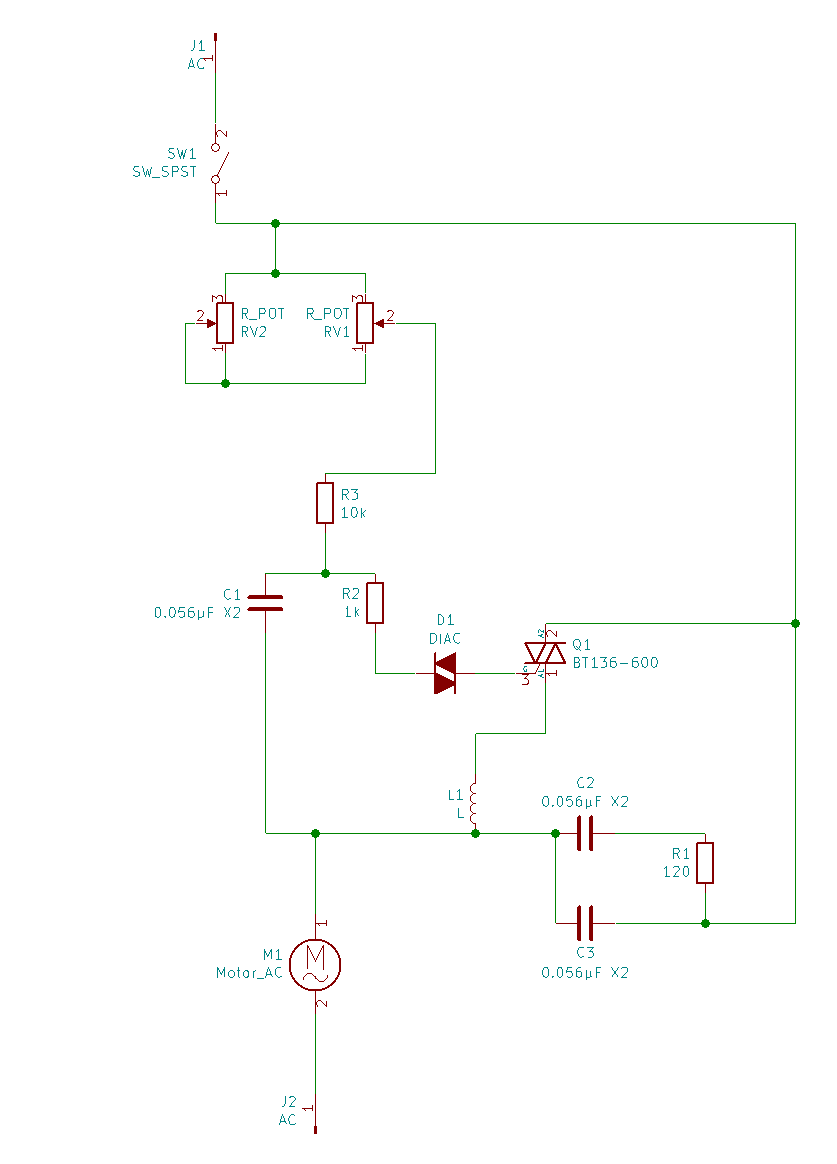 J1
AC
1
2
SW1
SW_SPST
1
3
3
2
R_POT
RV2
R_POT
RV1
2
1
1
R3
10k
C1
0.056µF X2
R2
1k
D1
DIAC
A2
2
Q1
BT136-600
G
3
A1
1
L1
L
C2
0.056µF X2
R1
120
C3
0.056µF X2
1
M1
Motor_AC
M
2
J2
AC
1